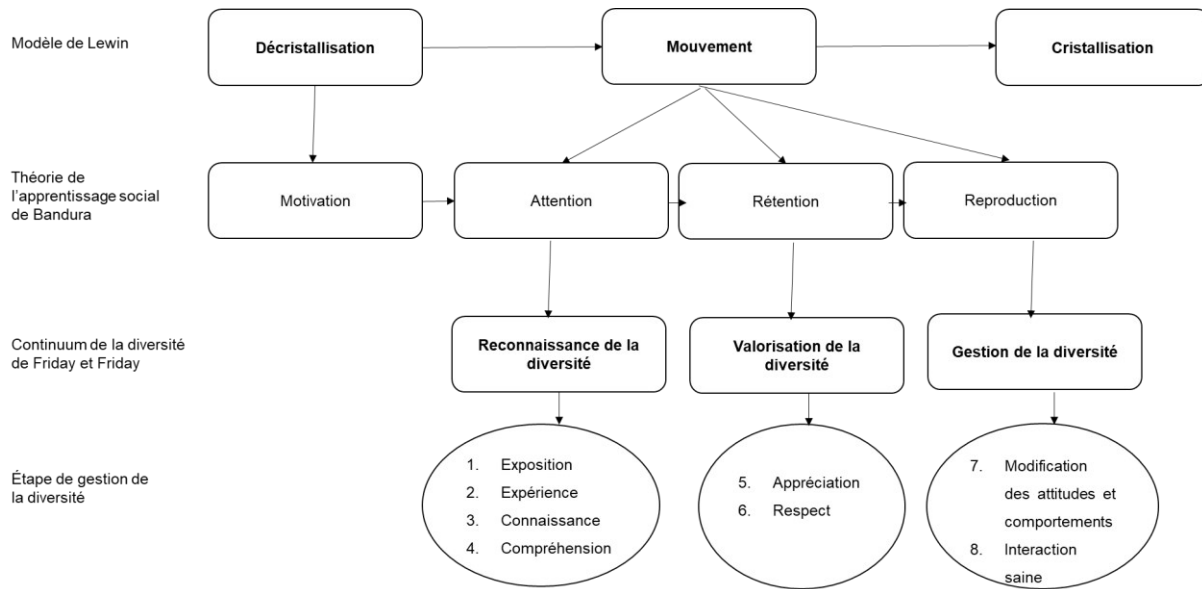 Modèle de Lewin
Décristallisation
Mouvement
Cristallisation
Théorie de
l'apprentissage social
de Bandura
Motivation
Attention
Rétention
Reproduction
Continuum de la diversité
de Friday et Friday
Reconnaissance de la
diversité
Valorisation de la
diversité
Gestion de la diversité
Étape de gestion de
la diversité
1. Exposition
2. Expérience
3. Connaissance
4. Compréhension
5. Appréciation
6. Respect
7. Modification
des attitudes et
comportements
8. Interaction
saine